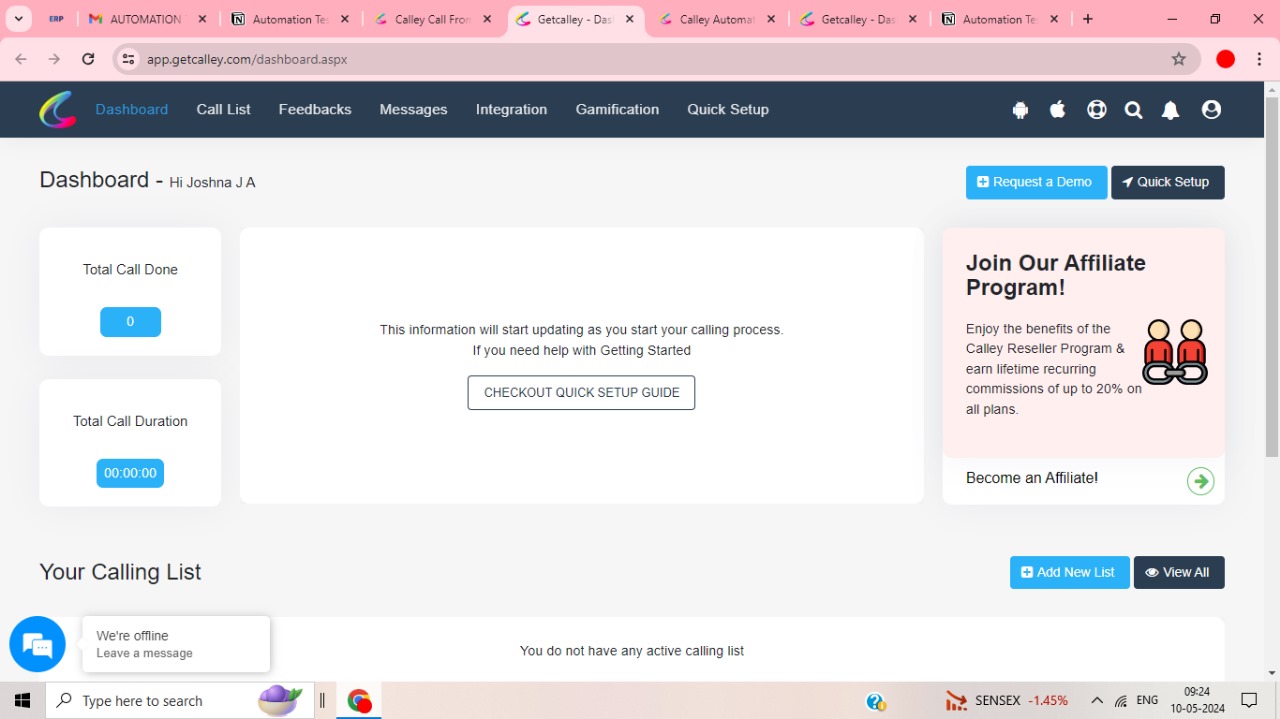 ERP
AUTOMATION
Automation Tes
Calley Call From
Getcalley - Das
Calley Automat
Getcalley - Das
Automation Tes
app.getcalley.com/dashboard.aspx
Dashboard
Call List
Feedbacks
Messages
Integration
Gamification
Quick Setup
Dashboard - Hi Joshna J A
Request a Demo
Quick Setup
Total Call Done
0
Total Call Duration
00:00:00
This information will start updating as you start your calling process.
If you need help with Getting Started
CHECKOUT QUICK SETUP GUIDE
Join Our Affiliate
Program!
Enjoy the benefits of the
Calley Reseller Program &
earn lifetime recurring
commissions of up to 20% on
all plans.
Become an Affiliate!
Your Calling List
Add New List
View All
You do not have any active calling list
We're offline
Leave a message
Type here to search
SENSEX -1.45%
ENG
09:24
10-05-2024